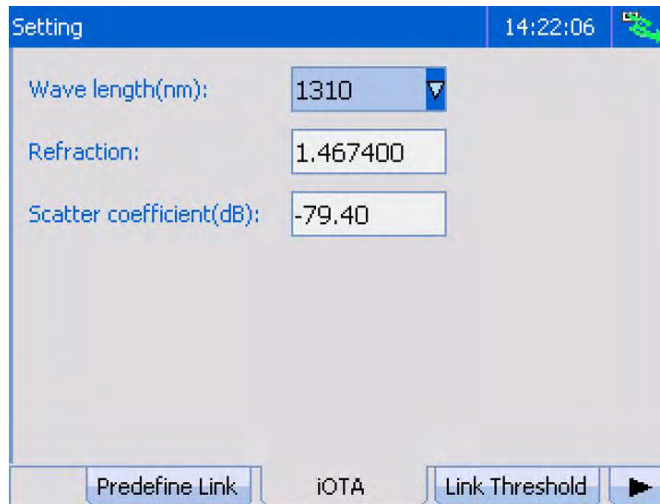 Setting 14:22:06
Wave length(nm): 1310
Refraction: 1.467400
Scatter coefficient(dB): -79.40
Predefine Link iOTA Link Threshold